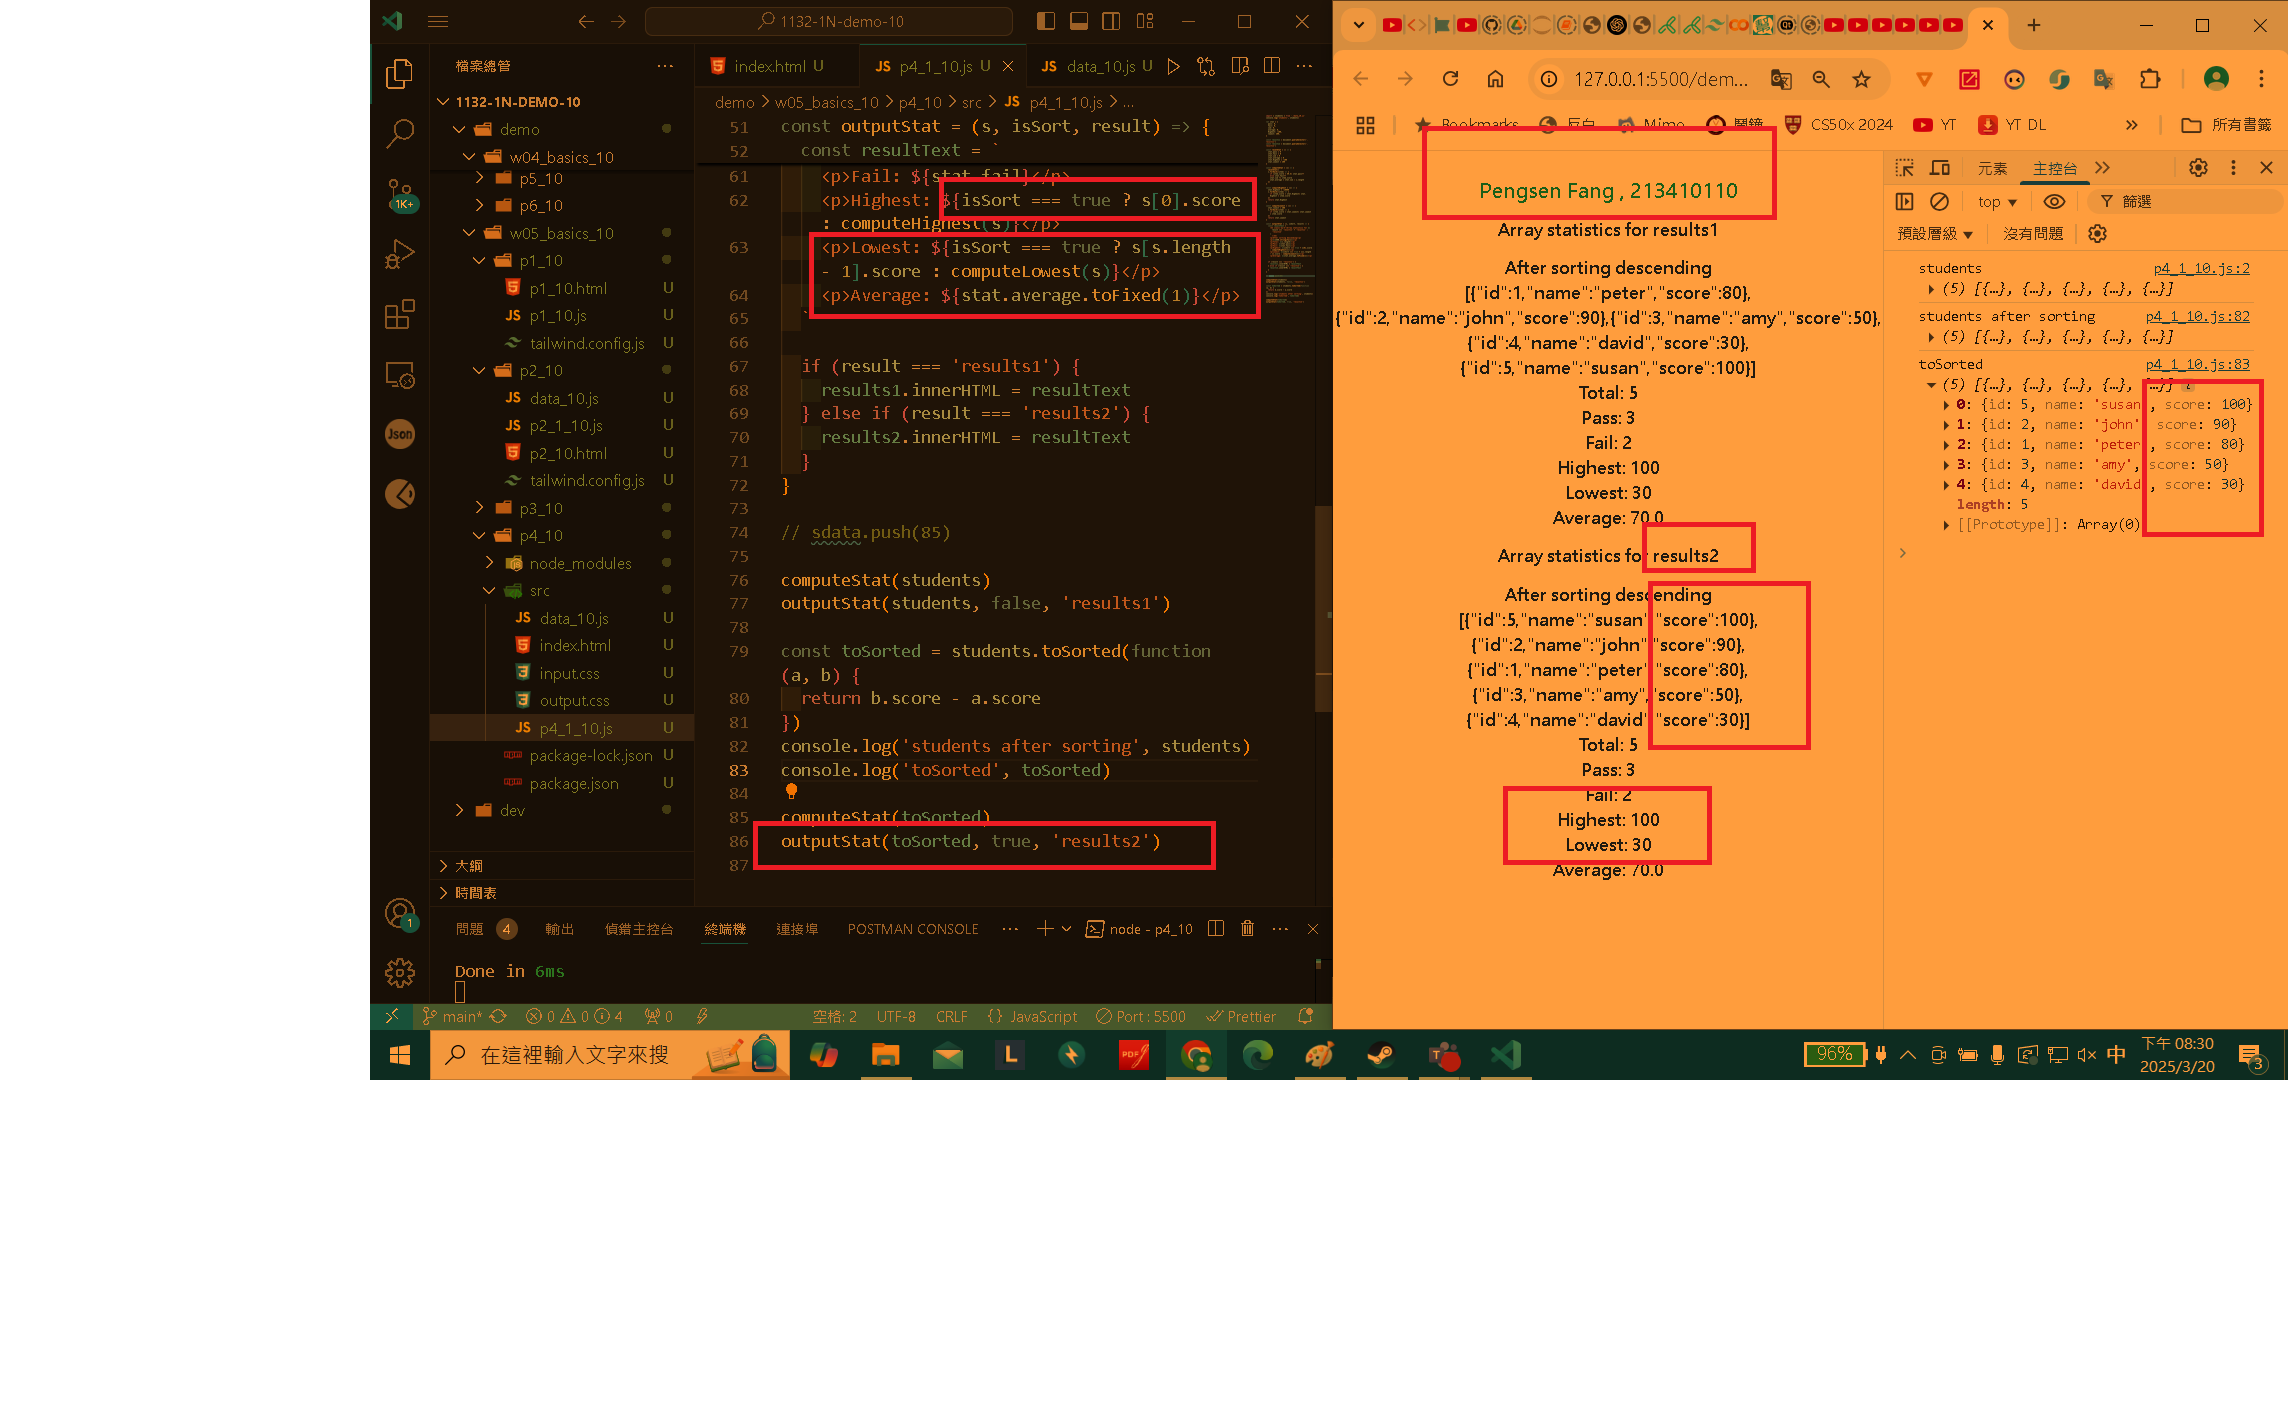 1132-1N-demo-10
檔案總管
1132-1N-DEMO-10
demo
w04_basics_10
p5_10
p6_10
w05_basics_10
p1_10
p1_10.html U
p1_10.js U
tailwind.config.js U
p2_10
data_10.js U
p2_1_10.js U
p2_10.html U
tailwind.config.js U
p3_10
p4_10
node_modules
src
data_10.js U
index.html U
input.css U
output.css U
p4_1_10.js U
package-lock.json U
package.json U
dev
大綱
時間表
1K+
Json
1
index.html U
p4_1_10.js U
data_10.js U
demo > w05_basics_10 > p4_10 > src > JS p4_1_10.js > ...
51 const outputStat = (s, isSort, result) => {
52 const resultText = `
61 <p>Fail: ${stat.fail}</p>
62 <p>Highest: ${isSort === true ? s[0].score
: computeHighest(s)}</p>
63 <p>Lowest: ${isSort === true ? s[s.length
- 1].score : computeLowest(s)}</p>
64 <p>Average: ${stat.average.toFixed(1)}</p>
65 `
66
67 if (result === 'results1') {
68 results1.innerHTML = resultText
69 } else if (result === 'results2') {
70 results2.innerHTML = resultText
71 }
72 }
73
74 // sdata.push(85)
75
76 computeStat(students)
77 outputStat(students, false, 'results1')
78
79 const toSorted = students.toSorted(function
(a, b) {
80 return b.score - a.score
81 })
82 console.log('students after sorting', students)
83 console.log('toSorted', toSorted)
84
85 computeStat(toSorted)
86 outputStat(toSorted, true, 'results2')
87
問題 4 輸出 偵錯主控台 終端機 連接埠 POSTMAN CONSOLE ... node - p4_10
Done in 6ms
main* 0 0 4 0 空格: 2 UTF-8 CRLF {} JavaScript Port : 5500 Prettier
127.0.0.1:5500/dem...
Bookmarks 反白 Mimo 鬧鐘 CS50x 2024 YT YT DL » 所有書籤
Pengsen Fang , 213410110
Array statistics for results1
After sorting descending
[{"id":1,"name":"peter","score":80},
{"id":2,"name":"john","score":90},{"id":3,"name":"amy","score":50},
{"id":4,"name":"david","score":30},
{"id":5,"name":"susan","score":100}]
Total: 5
Pass: 3
Fail: 2
Highest: 100
Lowest: 30
Average: 70.0
Array statistics for results2
After sorting descending
[{"id":5,"name":"susan","score":100},
{"id":2,"name":"john","score":90},
{"id":1,"name":"peter","score":80},
{"id":3,"name":"amy","score":50},
{"id":4,"name":"david","score":30}]
Total: 5
Pass: 3
Fail: 2
Highest: 100
Lowest: 30
Average: 70.0
元素 主控台 »
top ▼ 篩選
預設層級 ▼ 沒有問題
students p4_1_10.js:2
(5) [{…}, {…}, {…}, {…}, {…}]
students after sorting p4_1_10.js:82
(5) [{…}, {…}, {…}, {…}, {…}]
toSorted p4_1_10.js:83
(5) [{…}, {…}, {…}, {…}, {…}]
0: {id: 5, name: 'susan', score: 100}
1: {id: 2, name: 'john', score: 90}
2: {id: 1, name: 'peter', score: 80}
3: {id: 3, name: 'amy', score: 50}
4: {id: 4, name: 'david', score: 30}
length: 5
[[Prototype]]: Array(0)
在這裡輸入文字來搜
L
PDF
96%
中
下午 08:30
2025/3/20
3